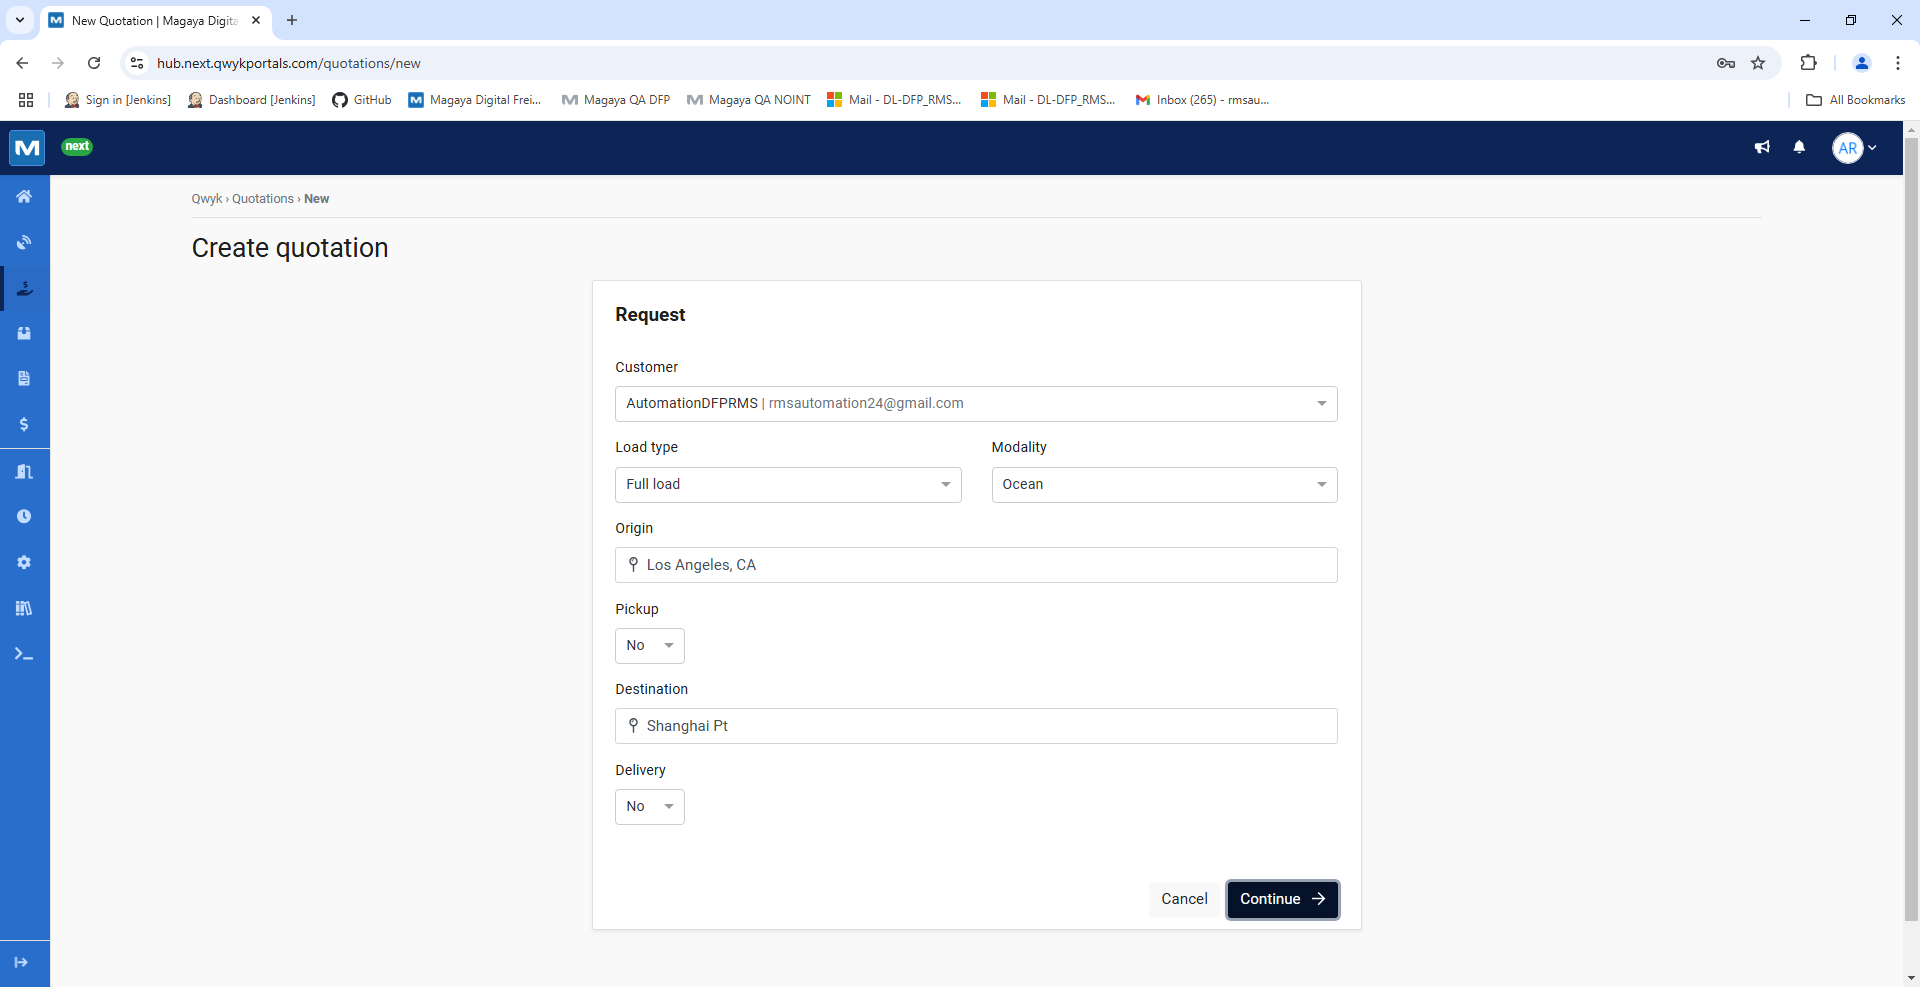 New Quotation | Magaya Digita
hub.next.qwykportals.com/quotations/new
Sign in [Jenkins]
Dashboard [Jenkins]
GitHub
Magaya Digital Frei...
Magaya QA DFP
Magaya QA NOINT
Mail - DL-DFP_RMS...
Mail - DL-DFP_RMS...
Inbox (265) - rmsau...
All Bookmarks
next
AR
Qwyk › Quotations › New
Create quotation
Request
Customer
AutomationDFPRMS | rmsautomation24@gmail.com
Load type
Modality
Full load
Ocean
Origin
Los Angeles, CA
Pickup
No
Destination
Shanghai Pt
Delivery
No
Cancel
Continue